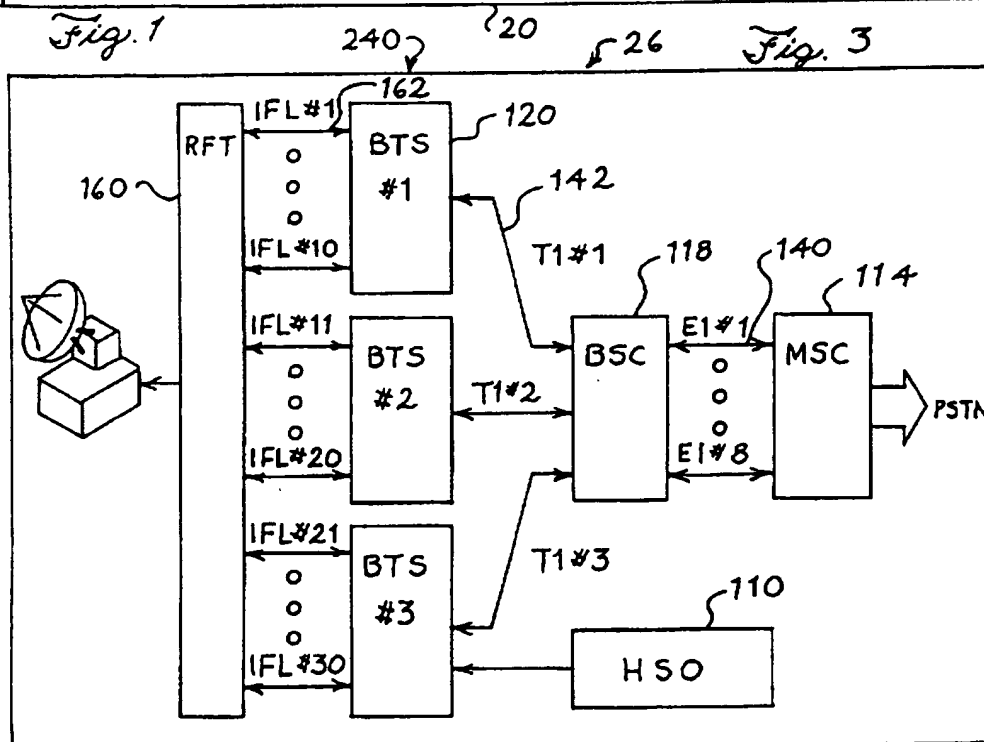 20
Fig. 1
240
26
Fig. 3
162
IFL#1
RFT
BTS
#1
120
160
142
IFL#10
T1#1
118
140
114
IFL#11
BTS
#2
T1#2
BSC
E1#1
MSC
PSTN
IFL#20
E1#8
IFL#21
BTS
#3
T1#3
110
IFL#30
HSO